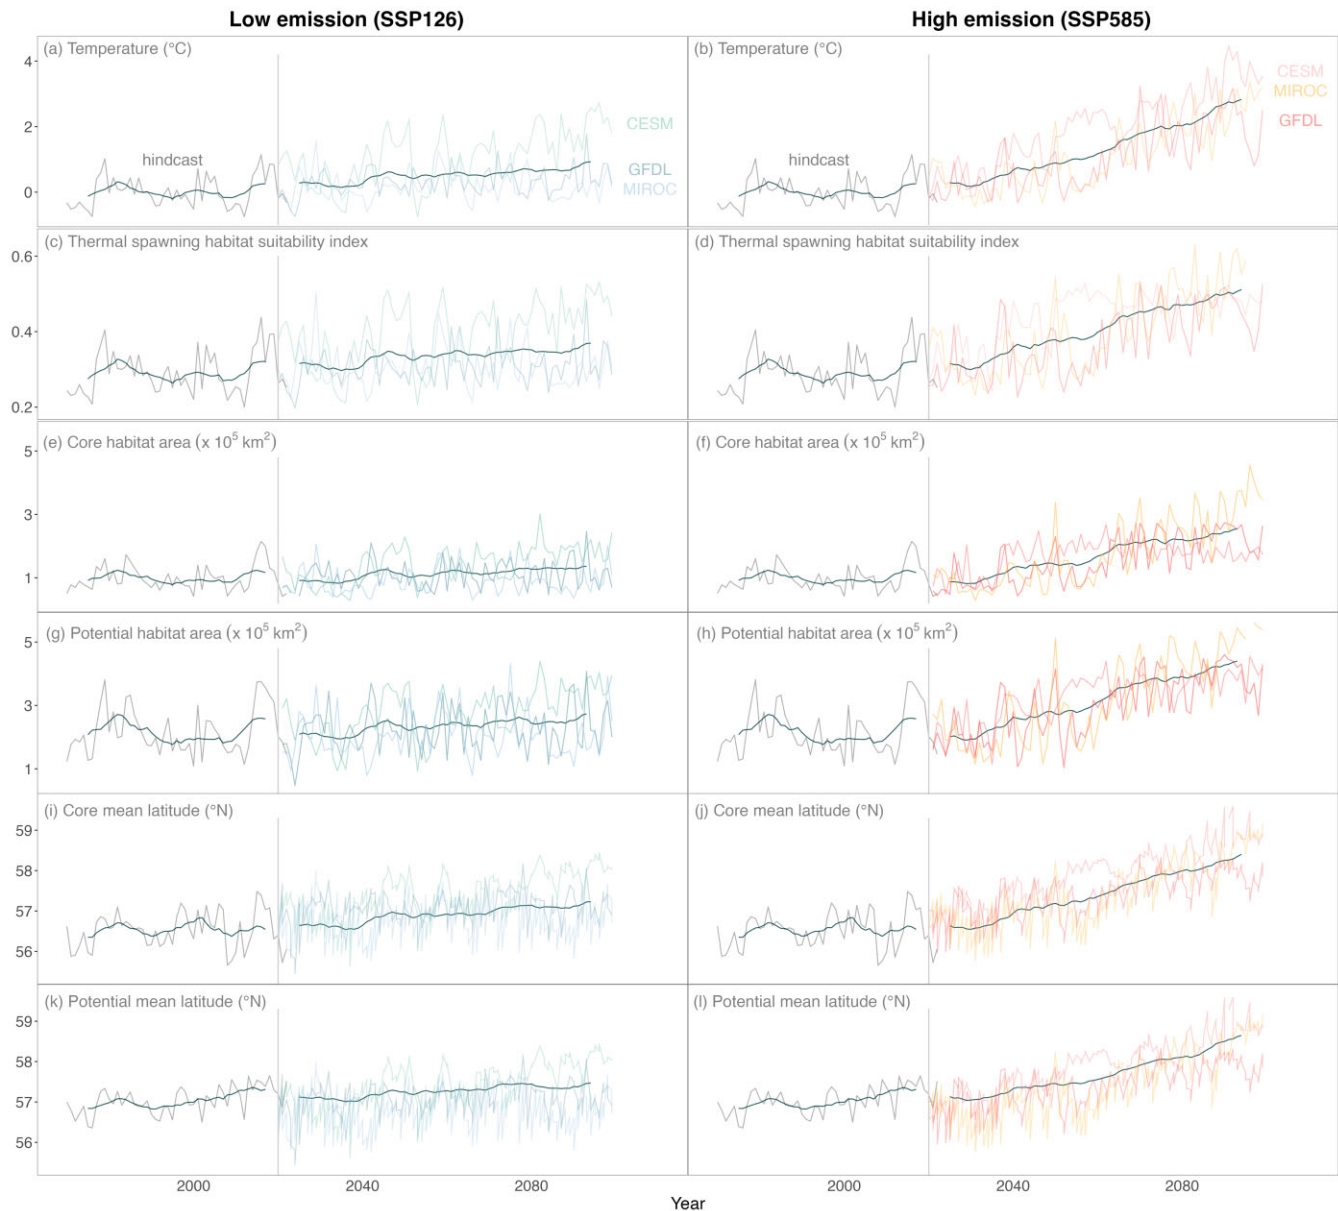 Low emission (SSP126)
High emission (SSP585)
(a) Temperature (°C)
(b) Temperature (°C)
4
2
0
hindcast
CESM
GFDL
MIROC
hindcast
CESM
MIROC
GFDL
(c) Thermal spawning habitat suitability index
(d) Thermal spawning habitat suitability index
0.6
0.4
0.2
(e) Core habitat area (x 10⁵ km²)
(f) Core habitat area (x 10⁵ km²)
5
3
1
(g) Potential habitat area (x 10⁵ km²)
(h) Potential habitat area (x 10⁵ km²)
5
3
1
(i) Core mean latitude (°N)
(j) Core mean latitude (°N)
59
58
57
56
(k) Potential mean latitude (°N)
(l) Potential mean latitude (°N)
59
58
57
56
2000 2040 2080 2000 2040 2080
Year